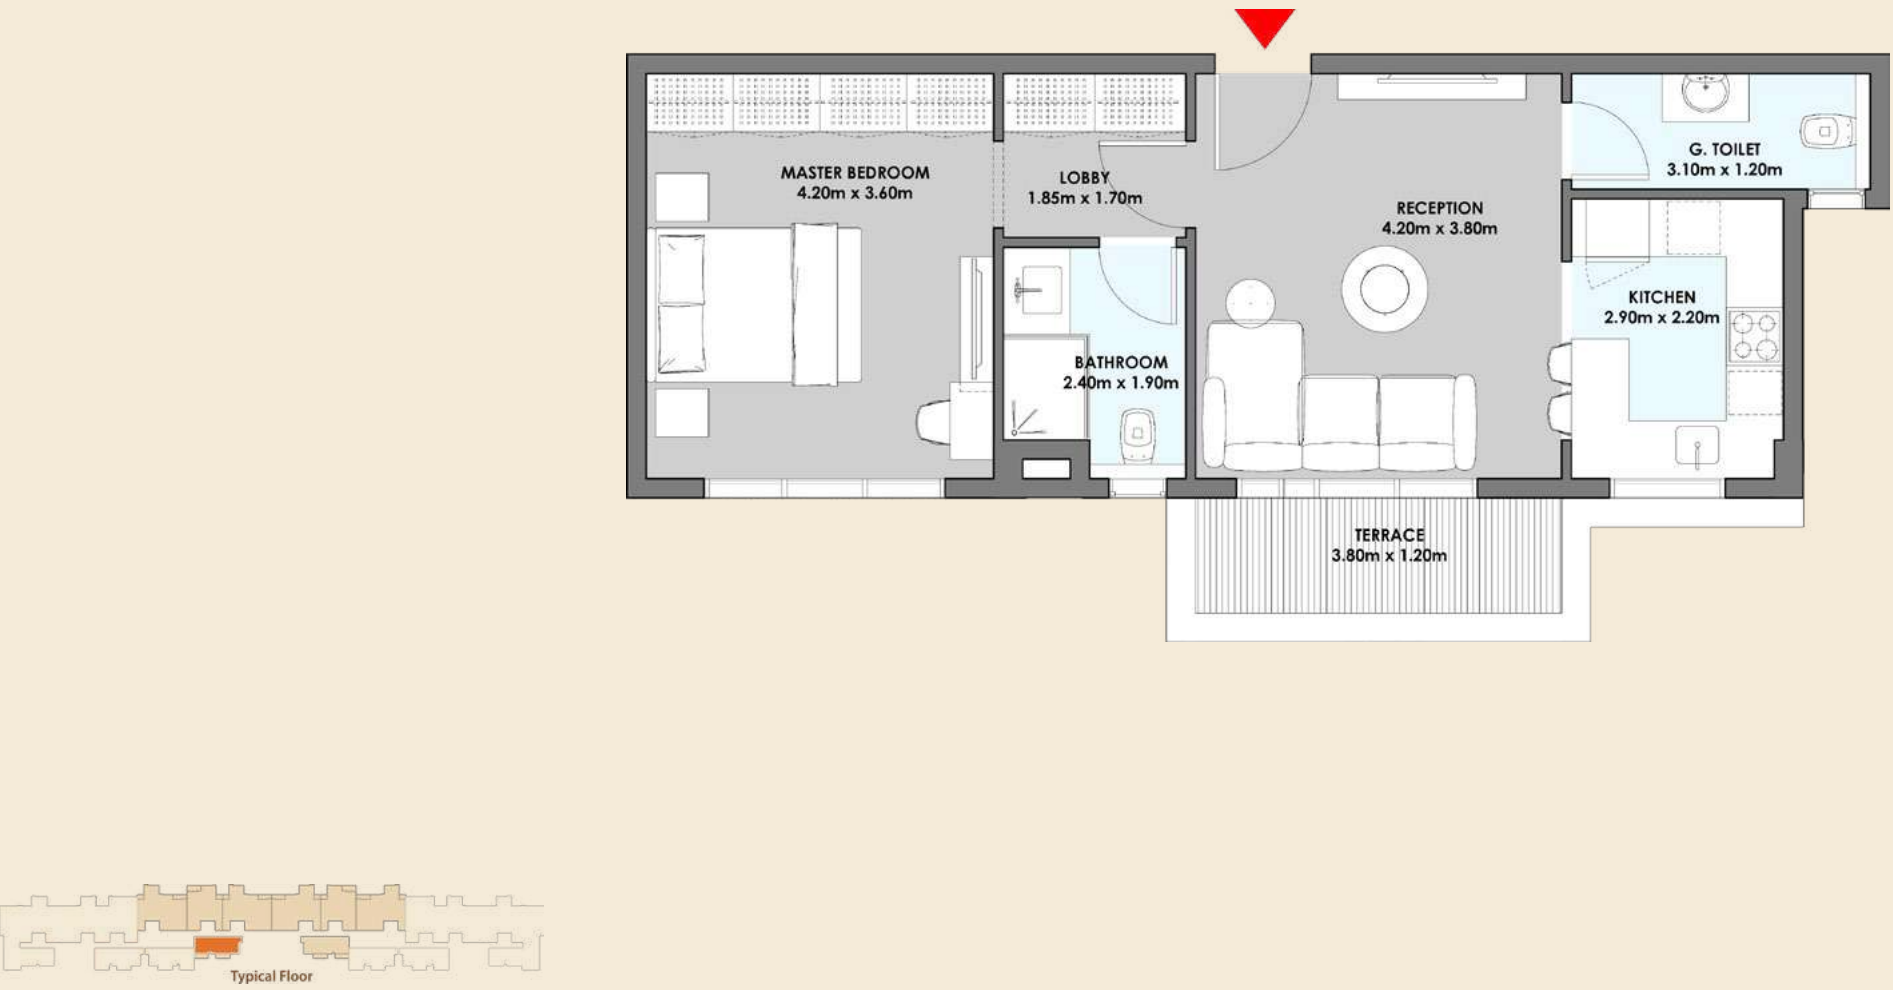 MASTER BEDROOM
4.20m x 3.60m
LOBBY
1.85m x 1.70m
RECEPTION
4.20m x 3.80m
G. TOILET
3.10m x 1.20m
KITCHEN
2.90m x 2.20m
BATHROOM
2.40m x 1.90m
TERRACE
3.80m x 1.20m
Typical Floor